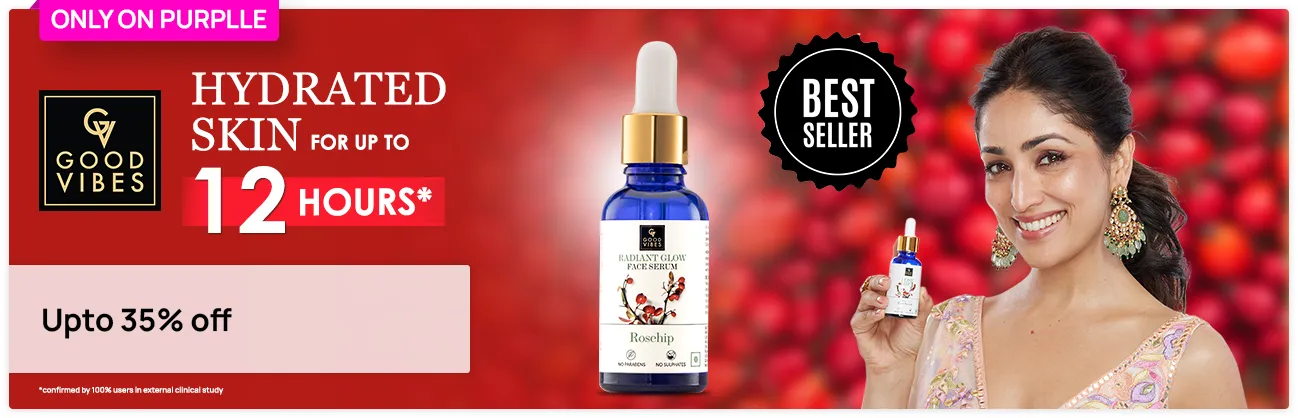 ONLY ON PURPLLE
GV
GOOD
VIBES
HYDRATED
SKIN FOR UP TO
12 HOURS*
Upto 35% off
*confirmed by 100% users in external clinical study
GOOD
VIBES
RADIANT GLOW
FACE SERUM
Rosehip
NO PARABENS NO SULPHATES
BEST
SELLER